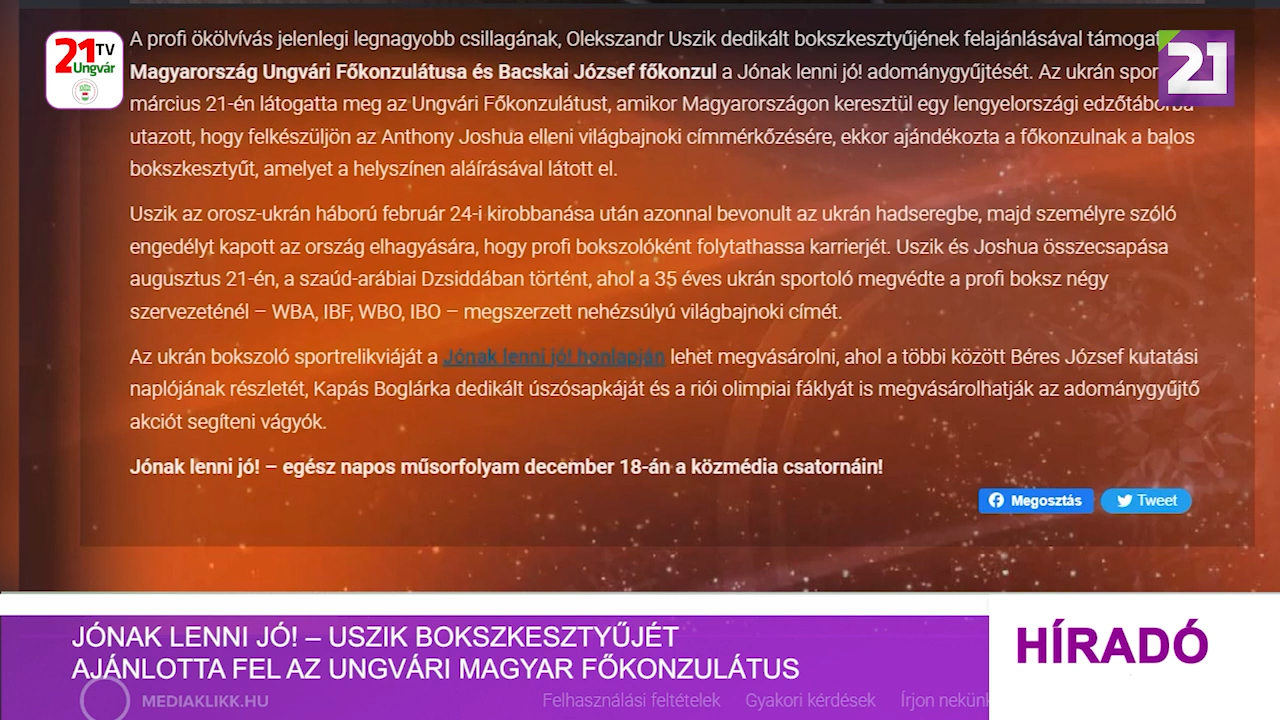 A profi ökölvívás jelenlegi legnagyobb csillagának, Olekszandr Uszik dedikált bokszkesztyűjének felajánlásával
21 TV Ungvár
21
Magyarország Ungvári Főkonzulátusa és Bacskai József főkonzul a Jónak lenni jó! adománygyűjtését. Az ukrán
március 21-én látogatta meg az Ungvári Főkonzulátust, amikor Magyarországon keresztül egy lengyelországi edzőtáborba
utazott, hogy felkészüljön az Anthony Joshua elleni világbajnoki címmérkőzésére, ekkor ajándékozta a főkonzulnak a balos
bokszkesztyűt, amelyet a helyszínen aláírásával látott el.
Uszik az orosz-ukrán háború február 24-i kirobbanása után azonnal bevonult az ukrán hadseregbe, majd személyre szóló
engedélyt kapott az ország elhagyására, hogy profi bokszolóként folytathassa karrierjét. Uszik és Joshua összecsapása
augusztus 21-én, a szaúd-arábiai Dzsiddában történt, ahol a 35 éves ukrán sportoló megvédte a profi boksz négy
szervezeténél – WBA, IBF, WBO, IBO – megszerzett nehézsúlyú világbajnoki címét.
Az ukrán bokszoló sportrelikviáját a Jónak lenni jó! honlapján lehet megvásárolni, ahol a többi között Béres József kutatási
naplójának részletét, Kapás Boglárka dedikált úszósapkáját és a riói olimpiai fáklyát is megvásárolhatják az adománygyűjtő
akciót segíteni vágyók.
Jónak lenni jó! – egész napos műsorfolyam december 18-án a közmédia csatornáin!
Megosztás Tweet
JÓNAK LENNI JÓ! – USZIK BOKSZKESZTYŰJÉT
AJÁNLOTTA FEL AZ UNGVÁRI MAGYAR FŐKONZULÁTUS
HÍRADÓ
MEDIAKLIKK.HU Felhasználási feltételek Gyakori kérdések Írjon nekünk